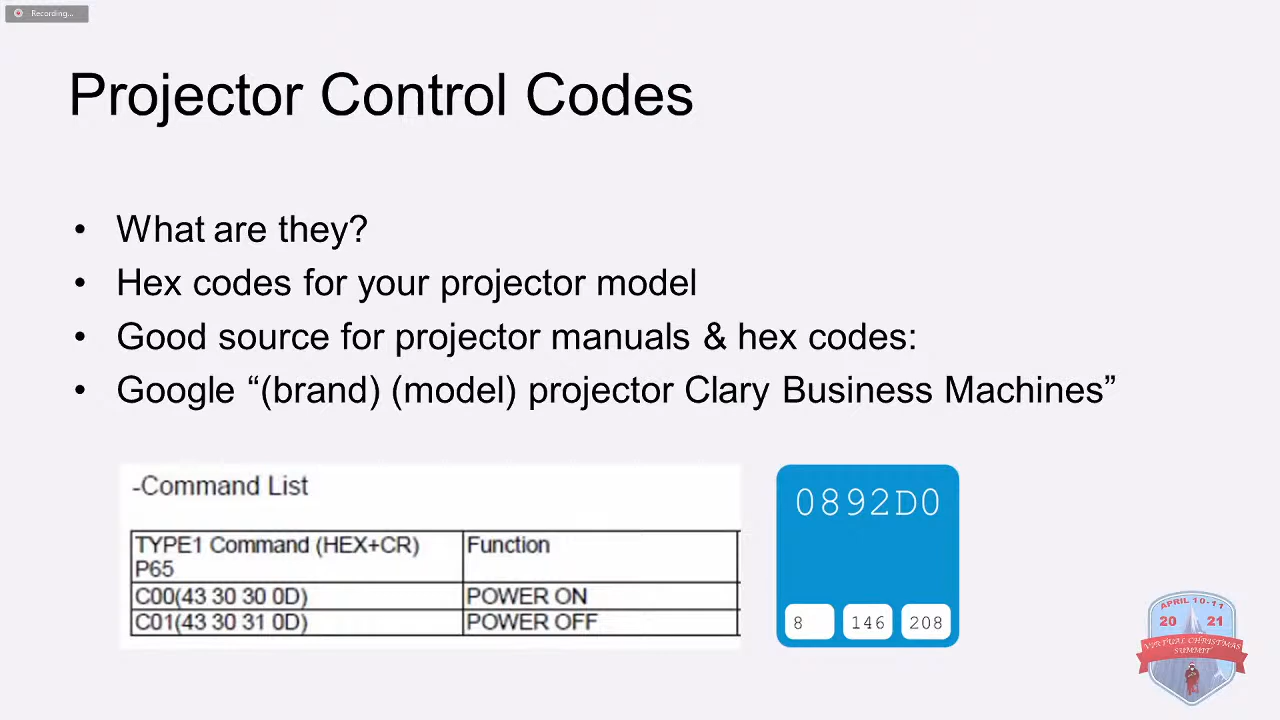 Recording...
Projector Control Codes
• What are they?
• Hex codes for your projector model
• Good source for projector manuals & hex codes:
• Google “(brand) (model) projector Clary Business Machines”
-Command List
TYPE1 Command (HEX+CR) Function
P65
C00(43 30 30 0D) POWER ON
C01(43 30 31 0D) POWER OFF
0892D0
8 146 208
APRIL 10-11
20 21
VIRTUAL CHRISTMAS
SUMMIT